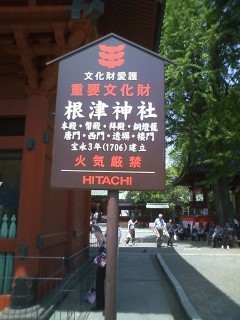 文化財愛護
重要文化財
根津神社
本殿・幣殿・拝殿・銅燈籠
唐門・西門・透塀・楼門
宝永3年(1706)建立
火気厳禁
HITACHI